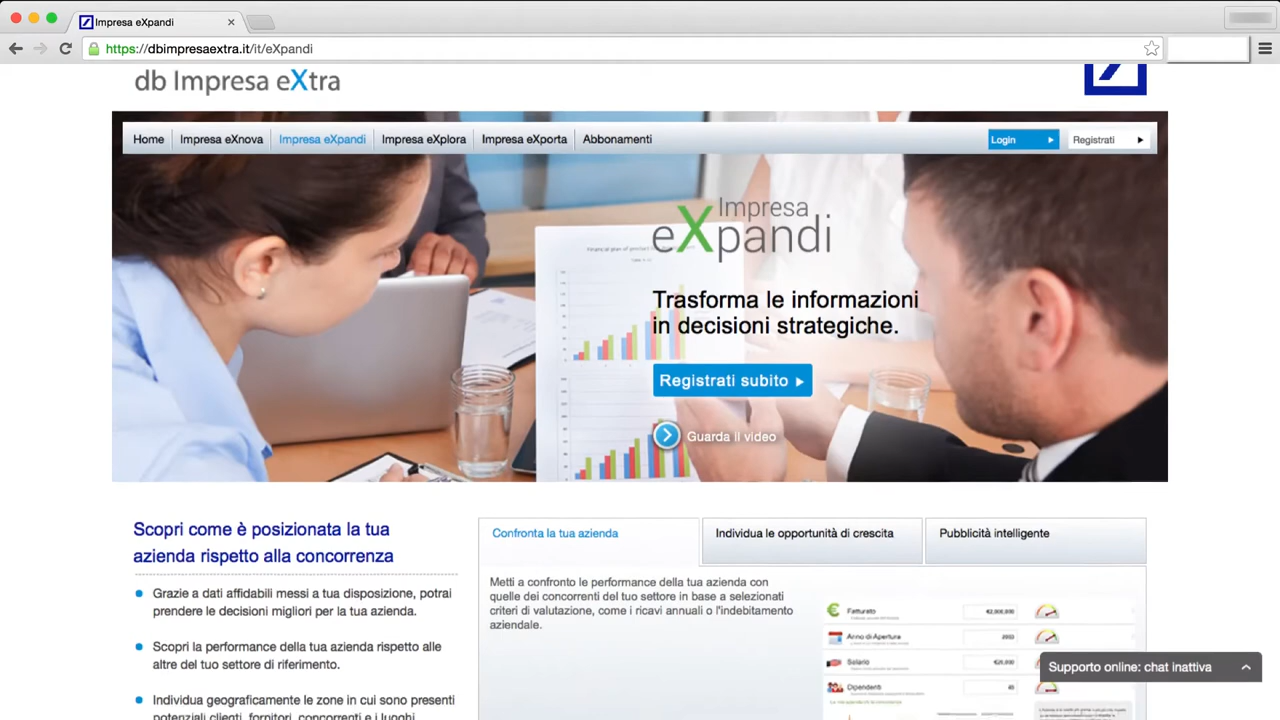 Impresa eXpandi
https://dbimpresaextra.it/it/eXpandi
db Impresa eXtra
Home
Impresa eXnova
Impresa eXpandi
Impresa eXplora
Impresa eXporta
Abbonamenti
Login
Registrati
Impresa
eXpandi
Trasforma le informazioni
in decisioni strategiche.
Registrati subito
Guarda il video
Scopri come è posizionata la tua
azienda rispetto alla concorrenza
Grazie a dati affidabili messi a tua disposizione, potrai
prendere le decisioni migliori per la tua azienda.
Scopri la performance della tua azienda rispetto alle
altre del tuo settore di riferimento.
Individua geograficamente le zone in cui sono presenti
potenziali clienti, fornitori, concorrenti e i luoghi
Confronta la tua azienda
Individua le opportunità di crescita
Pubblicità intelligente
Metti a confronto le performance della tua azienda con
quelle dei concorrenti del tuo settore in base a selezionati
criteri di valutazione, come i ricavi annuali o l'indebitamento
aziendale.
Fatturato
Anno di Apertura
Salario
Dipendenti
Supporto online: chat inattiva